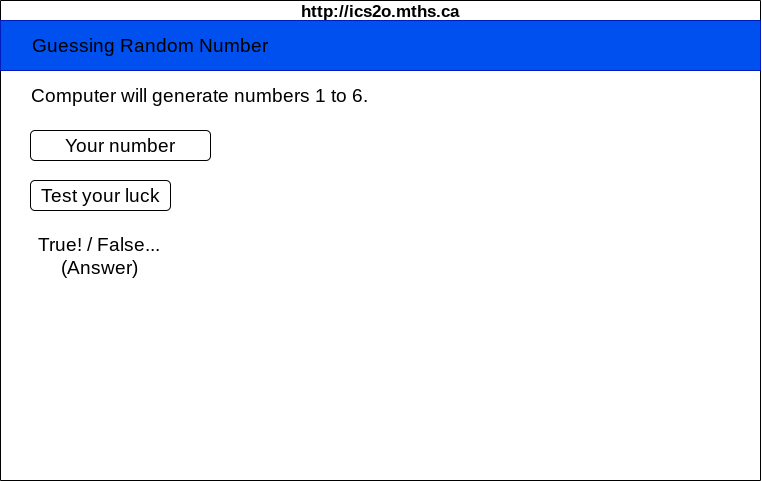 http://ics2o.mths.ca
Guessing Random Number
Computer will generate numbers 1 to 6.
Your number
Test your luck
True! / False...
(Answer)